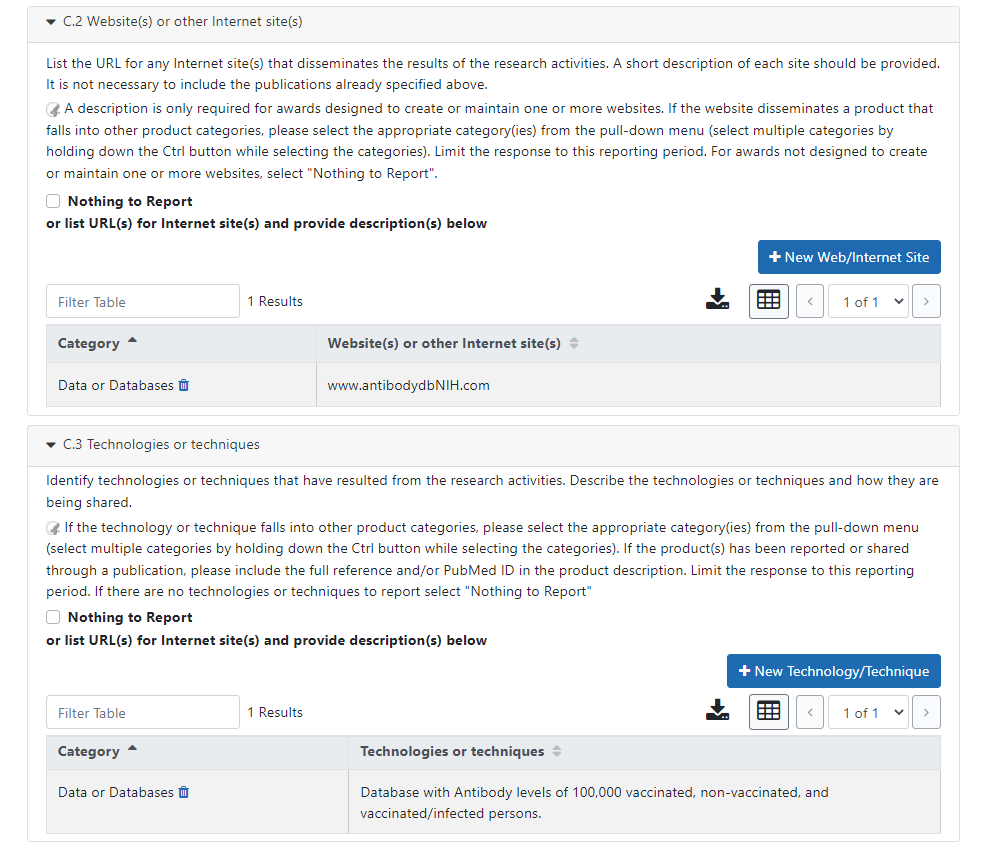 C.2 Website(s) or other Internet site(s)
List the URL for any Internet site(s) that disseminates the results of the research activities. A short description of each site should be provided.
It is not necessary to include the publications already specified above.
A description is only required for awards designed to create or maintain one or more websites. If the website disseminates a product that
falls into other product categories, please select the appropriate category(ies) from the pull-down menu (select multiple categories by
holding down the Ctrl button while selecting the categories). Limit the response to this reporting period. For awards not designed to create
or maintain one or more websites, select "Nothing to Report".
Nothing to Report
or list URL(s) for Internet site(s) and provide description(s) below
New Web/Internet Site
Filter Table 1 Results 1 of 1
Category Website(s) or other Internet site(s)
Data or Databases www.antibodydbNIH.com
C.3 Technologies or techniques
Identify technologies or techniques that have resulted from the research activities. Describe the technologies or techniques and how they are
being shared.
If the technology or technique falls into other product categories, please select the appropriate category(ies) from the pull-down menu
(select multiple categories by holding down the Ctrl button while selecting the categories). If the product(s) has been reported or shared
through a publication, please include the full reference and/or PubMed ID in the product description. Limit the response to this reporting
period. If there are no technologies or techniques to report select "Nothing to Report"
Nothing to Report
or list URL(s) for Internet site(s) and provide description(s) below
New Technology/Technique
Filter Table 1 Results 1 of 1
Category Technologies or techniques
Data or Databases Database with Antibody levels of 100,000 vaccinated, non-vaccinated, and
vaccinated/infected persons.